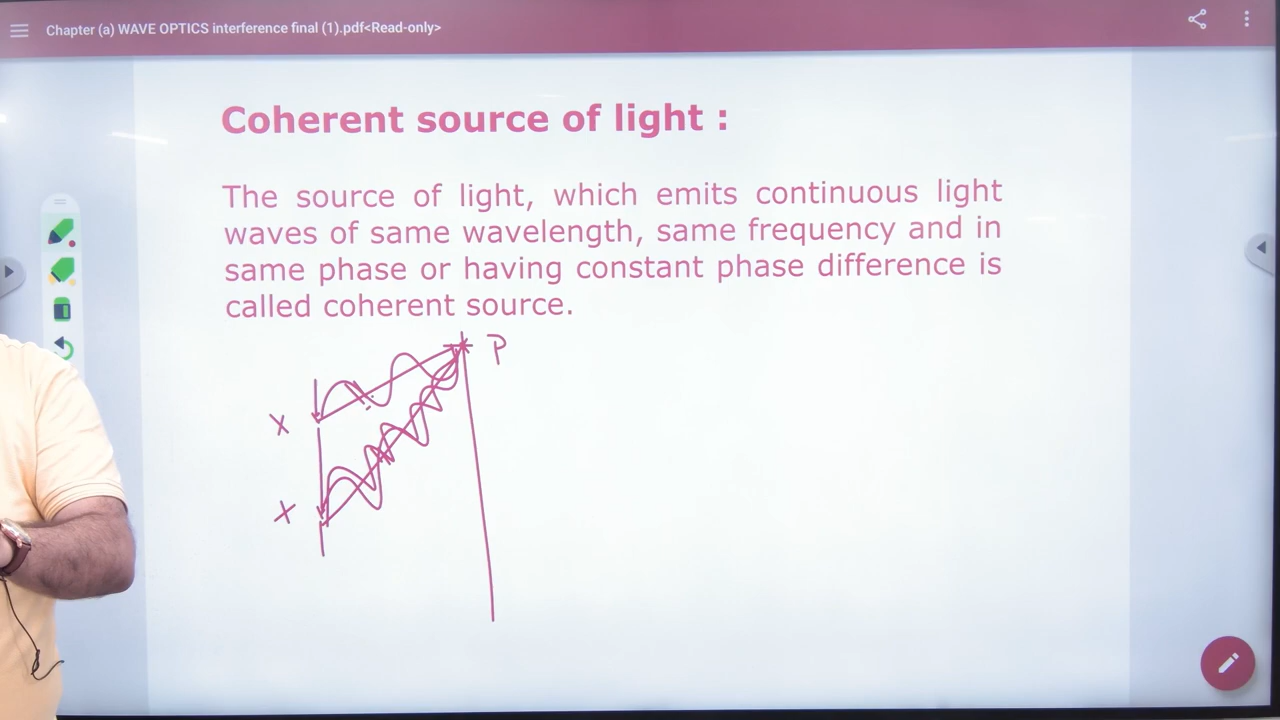 Chapter (a) WAVE OPTICS interference final (1).pdf<Read-only>
Coherent source of light :
The source of light, which emits continuous light
waves of same wavelength, same frequency and in
same phase or having constant phase difference is
called coherent source.
P
X
X